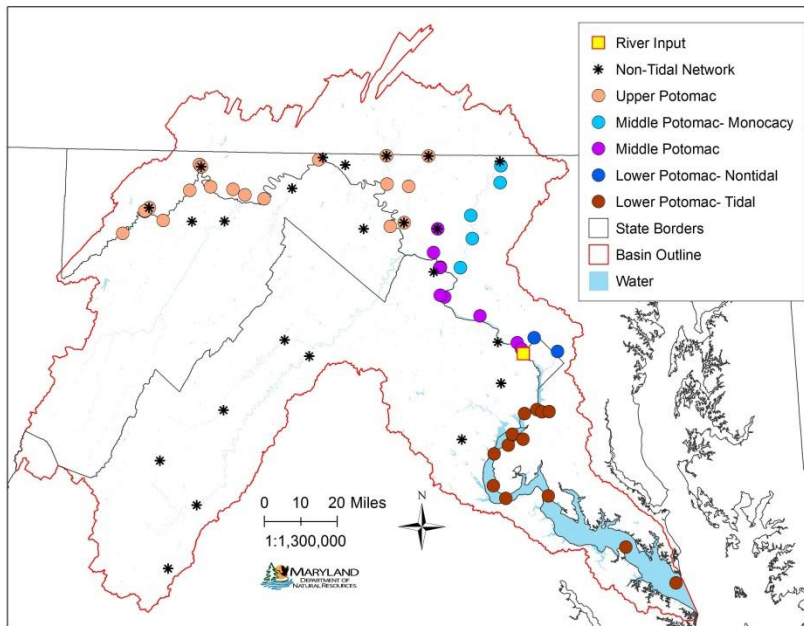 River Input
Non-Tidal Network
Upper Potomac
Middle Potomac- Monocacy
Middle Potomac
Lower Potomac- Nontidal
Lower Potomac- Tidal
State Borders
Basin Outline
Water
0 10 20 Miles
1:1,300,000
N
MARYLAND
DEPARTMENT OF
NATURAL RESOURCES